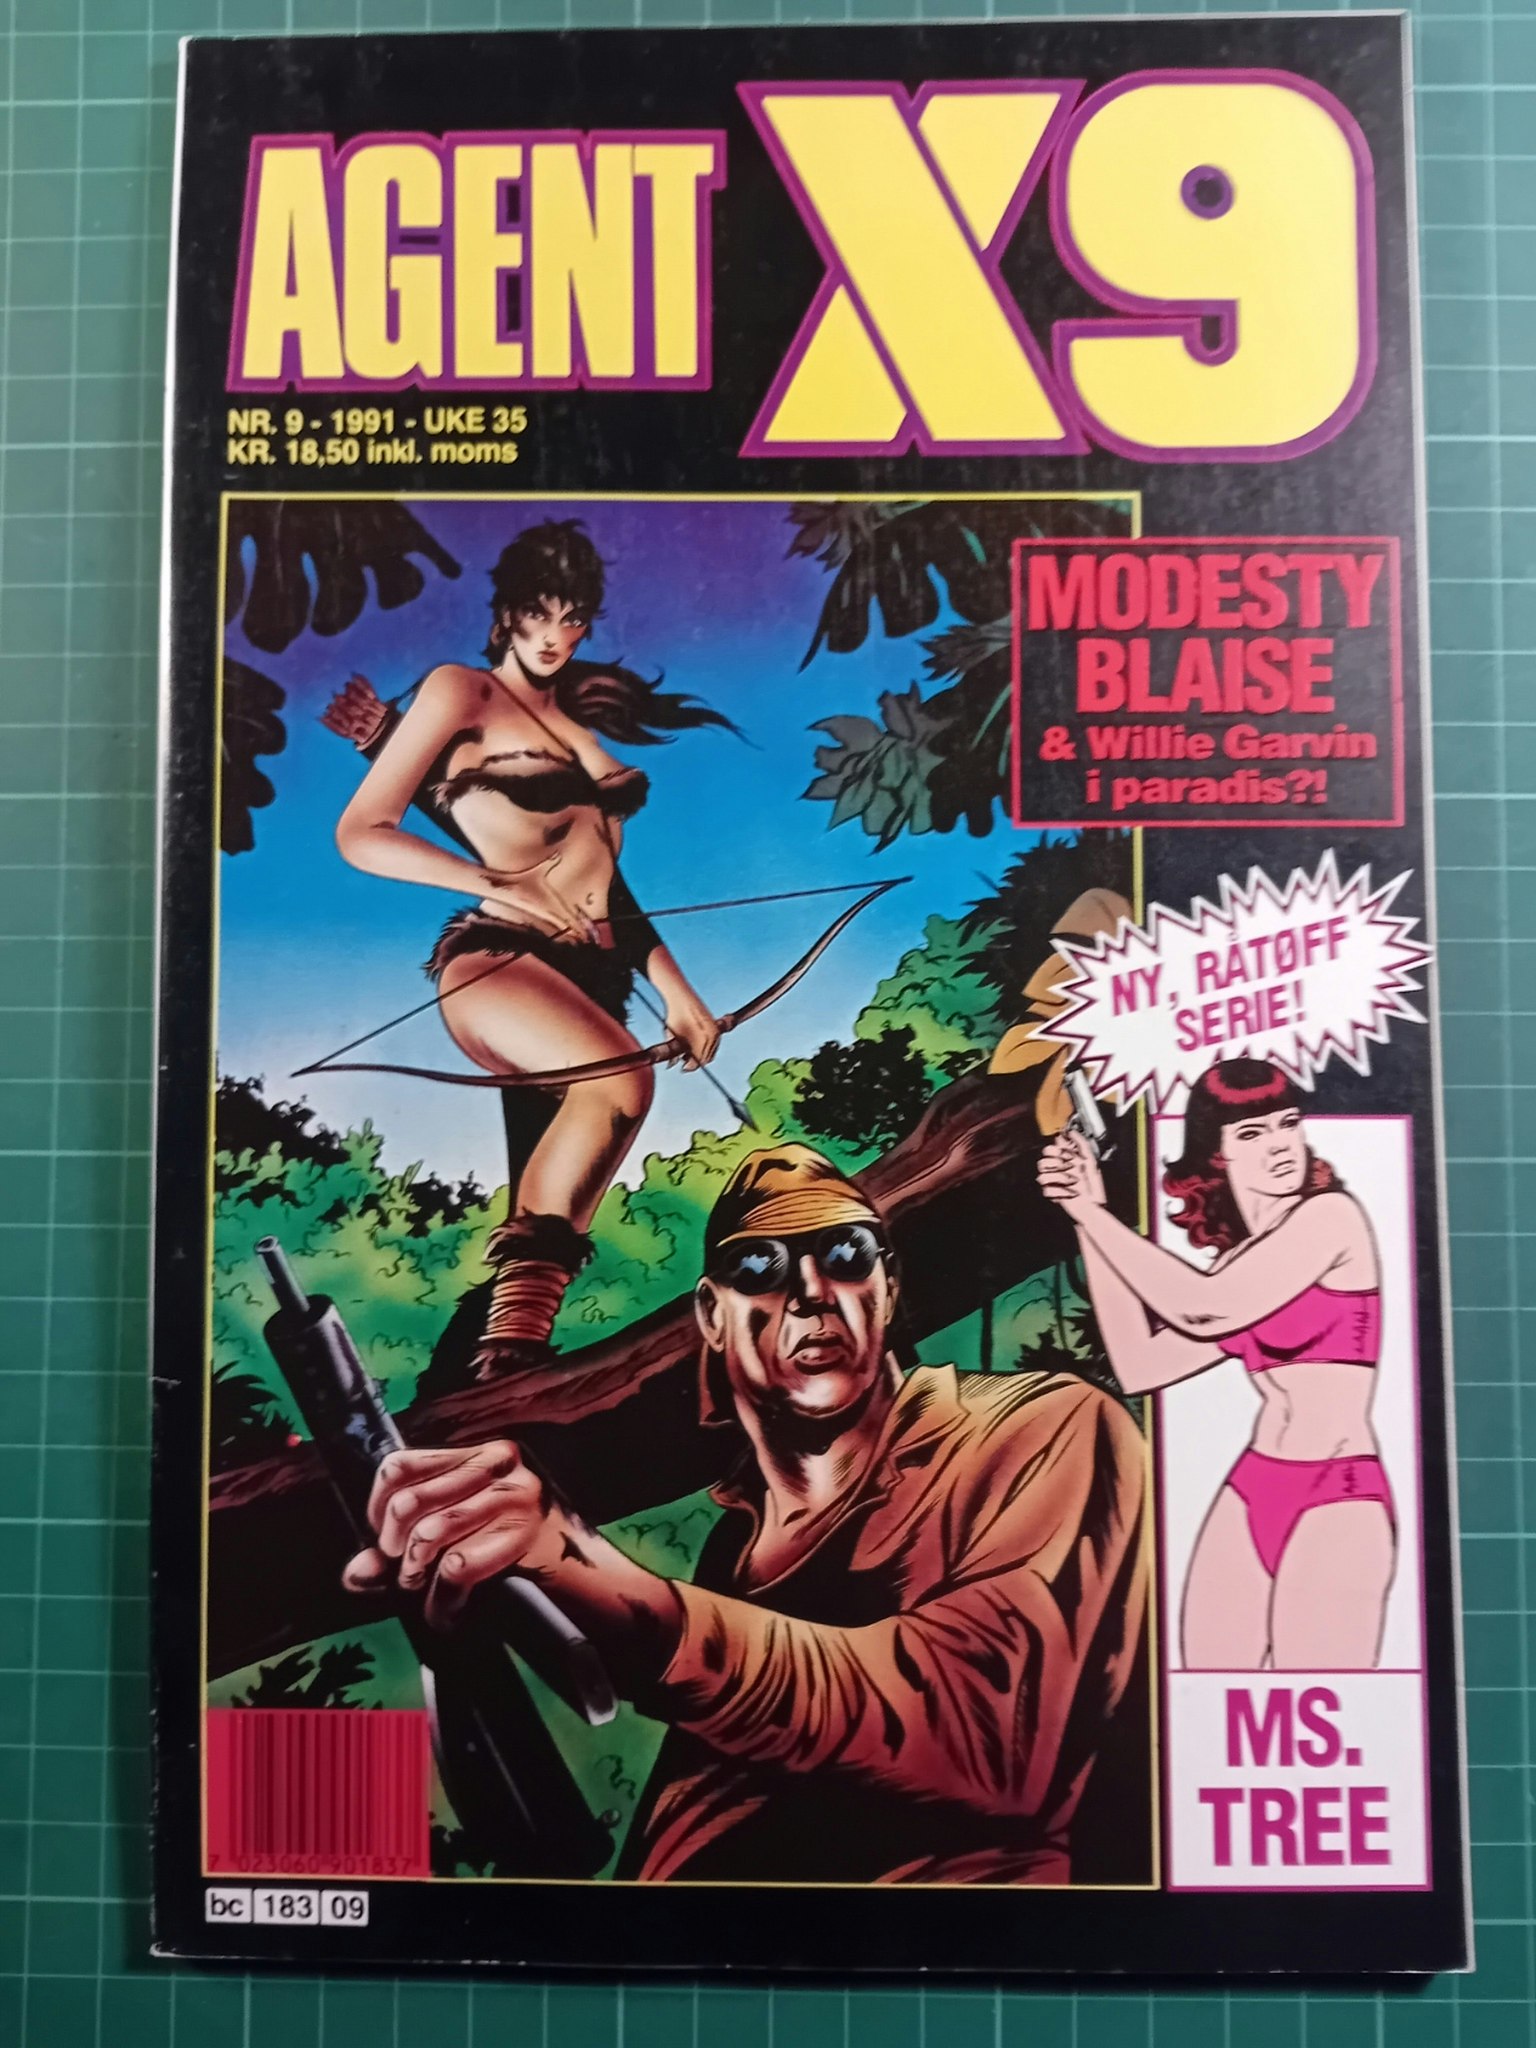 AGENT X9
NR. 9 - 1991 - UKE 35
KR. 18,50 inkl. moms
MODESTY
BLAISE
& Willie Garvin
i paradis?!
NY, RÅTØFF
SERIE!
MS.
TREE
7 023060 901837
bc 183 09